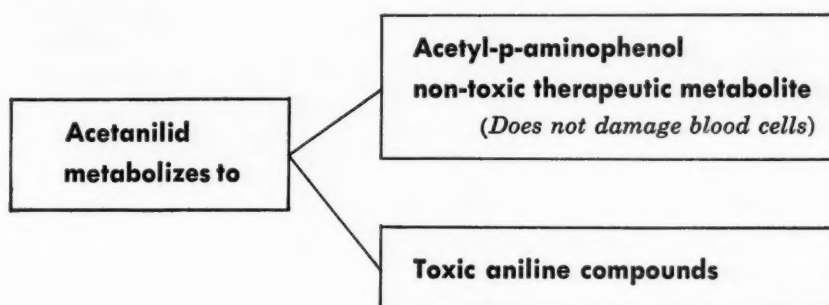 Acetanilid
metabolizes to
Acetyl-p-aminophenol
non-toxic therapeutic metabolite
(Does not damage blood cells)
Toxic aniline compounds